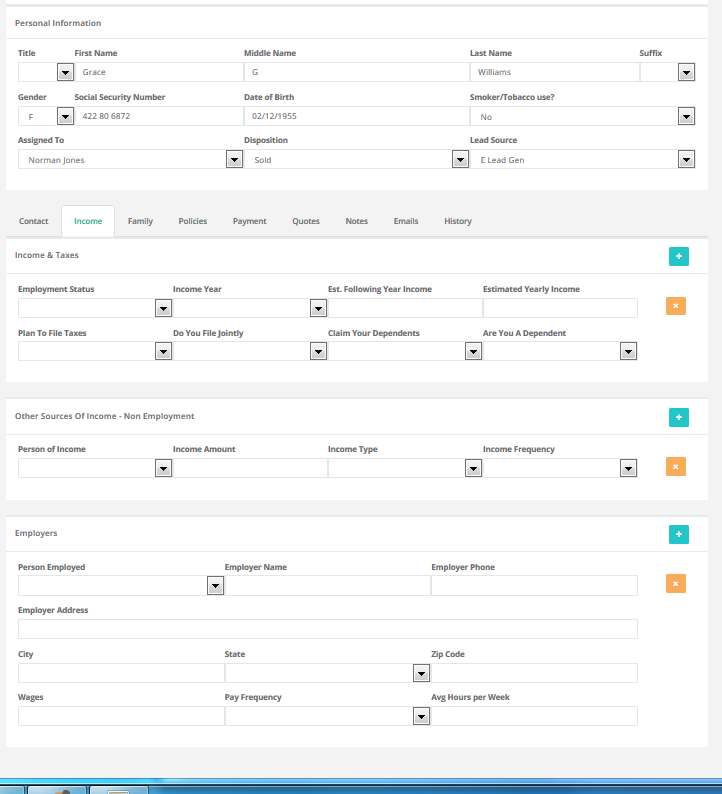 Personal Information
Title First Name Middle Name Last Name Suffix
Grace G Williams
Gender Social Security Number Date of Birth Smoker/Tobacco use?
F 422 80 6872 02/12/1955 No
Assigned To Disposition Lead Source
Norman Jones Sold E Lead Gen
Contact Income Family Policies Payment Quotes Notes Emails History
Income & Taxes
Employment Status Income Year Est. Following Year Income Estimated Yearly Income
Plan To File Taxes Do You File Jointly Claim Your Dependents Are You A Dependent
Other Sources Of Income - Non Employment
Person of Income Income Amount Income Type Income Frequency
Employers
Person Employed Employer Name Employer Phone
Employer Address
City State Zip Code
Wages Pay Frequency Avg Hours per Week